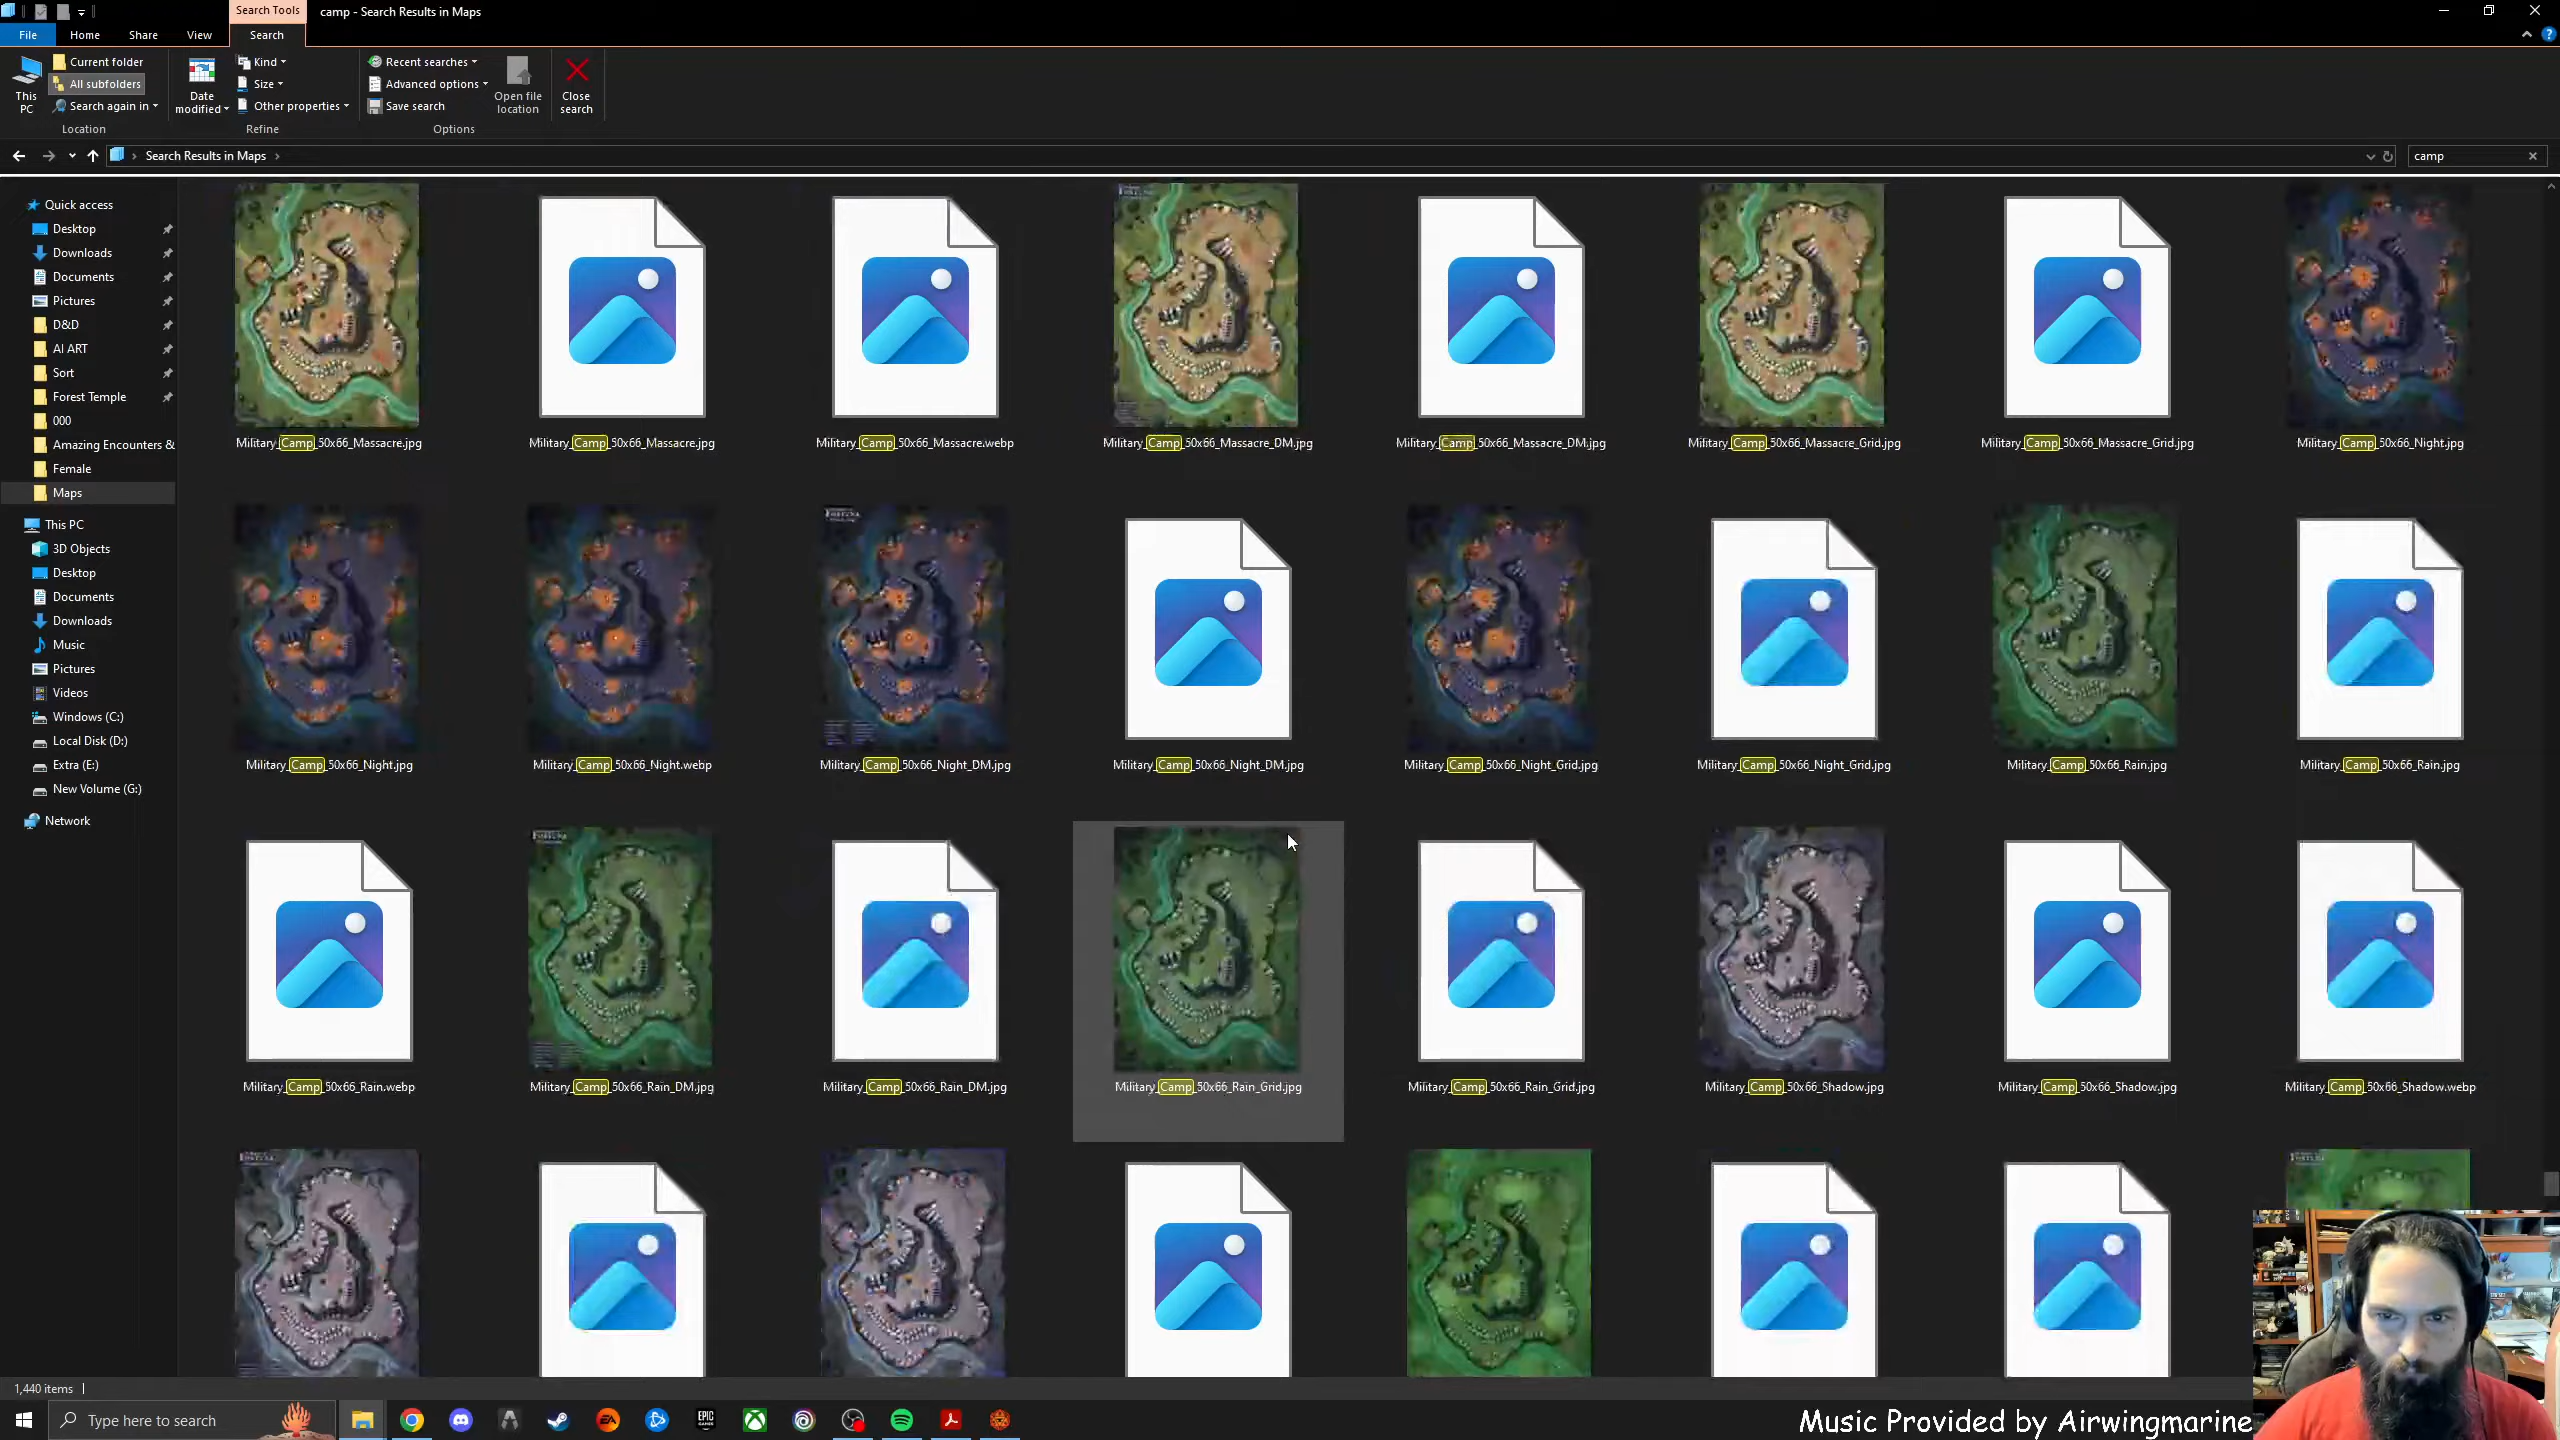 Search Tools
camp - Search Results in Maps
File
Home
Share
View
Search
This PC
Current folder
All subfolders
Search again in
Location
Date modified
Kind
Size
Other properties
Refine
Recent searches
Advanced options
Save search
Options
Open file location
Close search
Search Results in Maps
camp
Quick access
Desktop
Downloads
Documents
Pictures
D&D
AI ART
Sort
Forest Temple
000
Amazing Encounters &
Female
Maps
This PC
3D Objects
Desktop
Documents
Downloads
Music
Pictures
Videos
Windows (C:)
Local Disk (D:)
Extra (E:)
New Volume (G:)
Network
Military_Camp_50x66_Massacre.jpg
Military_Camp_50x66_Massacre.jpg
Military_Camp_50x66_Massacre.webp
Military_Camp_50x66_Massacre_DM.jpg
Military_Camp_50x66_Massacre_DM.jpg
Military_Camp_50x66_Massacre_Grid.jpg
Military_Camp_50x66_Massacre_Grid.jpg
Military_Camp_50x66_Night.jpg
Military_Camp_50x66_Night.jpg
Military_Camp_50x66_Night.webp
Military_Camp_50x66_Night_DM.jpg
Military_Camp_50x66_Night_DM.jpg
Military_Camp_50x66_Night_Grid.jpg
Military_Camp_50x66_Night_Grid.jpg
Military_Camp_50x66_Rain.jpg
Military_Camp_50x66_Rain.jpg
Military_Camp_50x66_Rain.webp
Military_Camp_50x66_Rain_DM.jpg
Military_Camp_50x66_Rain_DM.jpg
Military_Camp_50x66_Rain_Grid.jpg
Military_Camp_50x66_Rain_Grid.jpg
Military_Camp_50x66_Shadow.jpg
Military_Camp_50x66_Shadow.jpg
Military_Camp_50x66_Shadow.webp
1,440 items
Type here to search
EA
EPIC GAMES
Music Provided by Airwingmarine